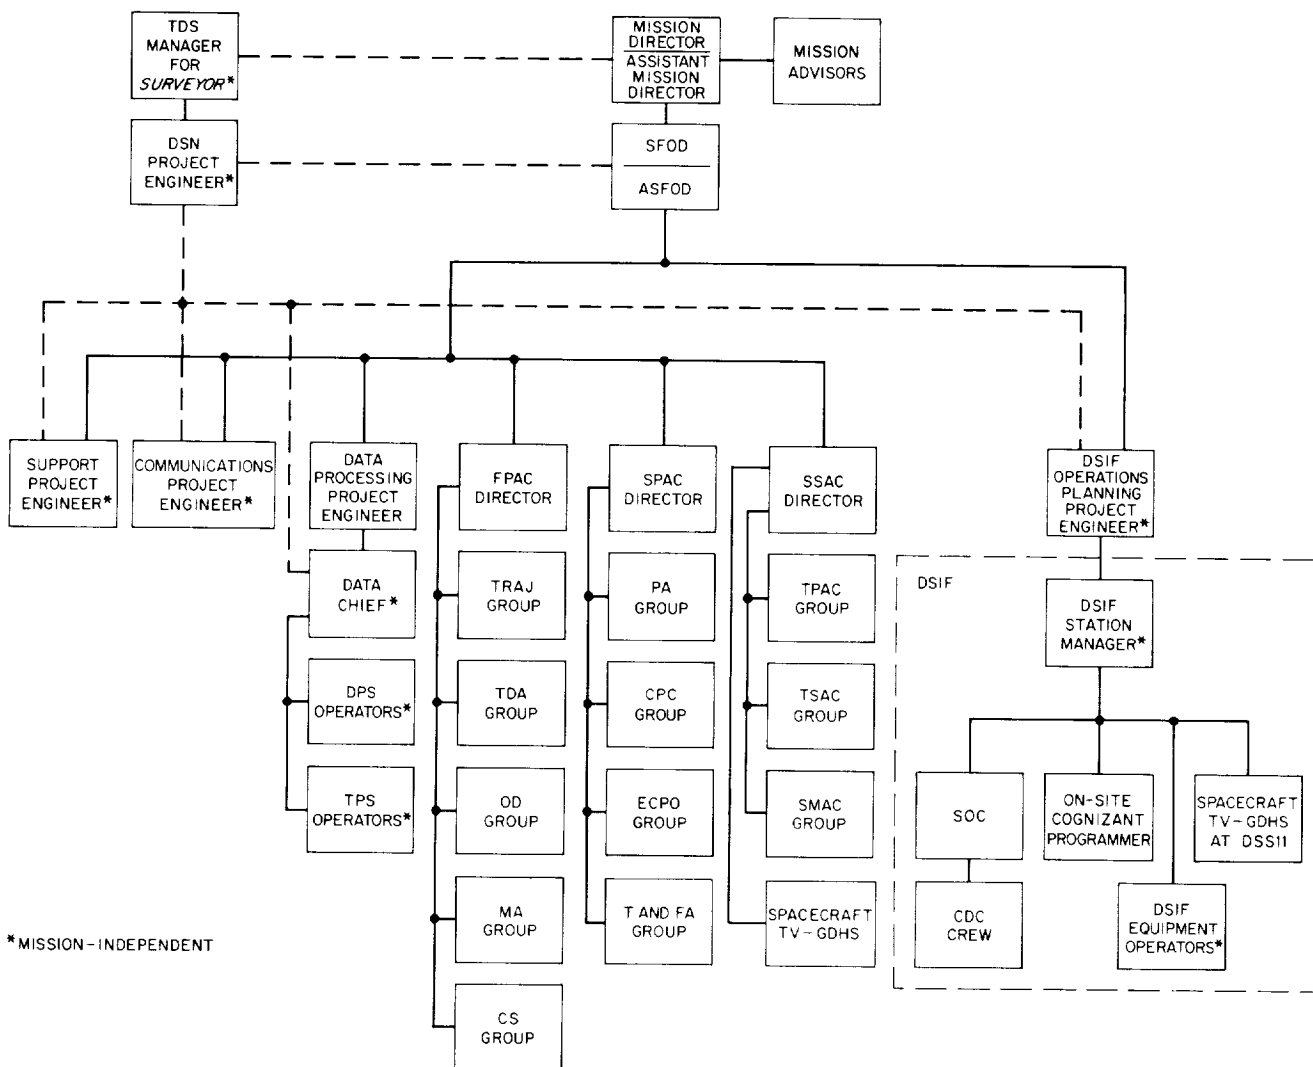 TDS
MANAGER
FOR
SURVEYOR*
MISSION
DIRECTOR
ASSISTANT
MISSION
DIRECTOR
MISSION
ADVISORS
DSN
PROJECT
ENGINEER*
SFOD
ASFOD
SUPPORT
PROJECT
ENGINEER*
COMMUNICATIONS
PROJECT
ENGINEER*
DATA
PROCESSING
PROJECT
ENGINEER
FPAC
DIRECTOR
SPAC
DIRECTOR
SSAC
DIRECTOR
DSIF
OPERATIONS
PLANNING
PROJECT
ENGINEER*
DATA
CHIEF*
TRAJ
GROUP
PA
GROUP
TPAC
GROUP
DSIF
DSIF
STATION
MANAGER*
DPS
OPERATORS*
TDA
GROUP
CPC
GROUP
TSAC
GROUP
TPS
OPERATORS*
OD
GROUP
ECPO
GROUP
SMAC
GROUP
SOC
ON-SITE
COGNIZANT
PROGRAMMER
SPACECRAFT
TV-GDHS
AT DSS11
MA
GROUP
T AND FA
GROUP
SPACECRAFT
TV-GDHS
CDC
CREW
DSIF
EQUIPMENT
OPERATORS*
*MISSION-INDEPENDENT
CS
GROUP